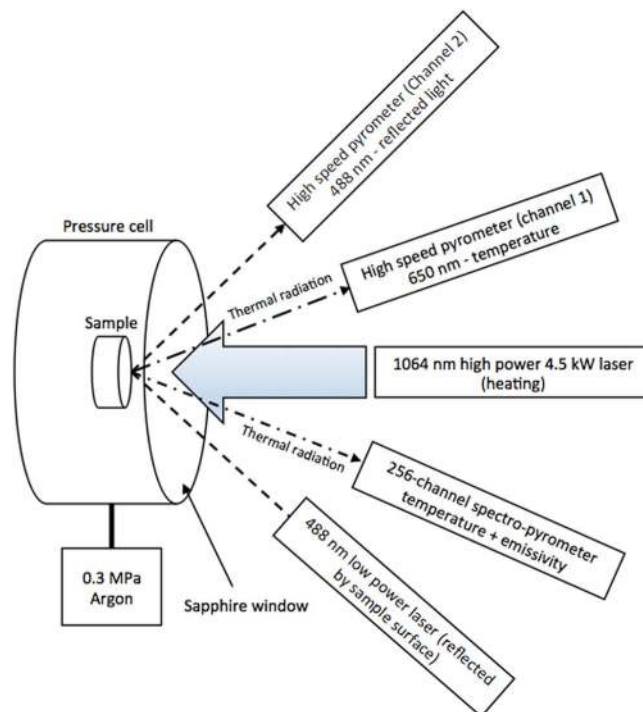 High speed pyrometer (Channel 2)
488 nm - reflected light
High speed pyrometer (channel 1)
650 nm - temperature
Pressure cell
Thermal radiation
Sample
1064 nm high power 4.5 kW laser
(heating)
Thermal radiation
256-channel spectro-pyrometer
temperature + emissivity
488 nm low power laser (reflected
by sample surface)
0.3 MPa
Argon
Sapphire window